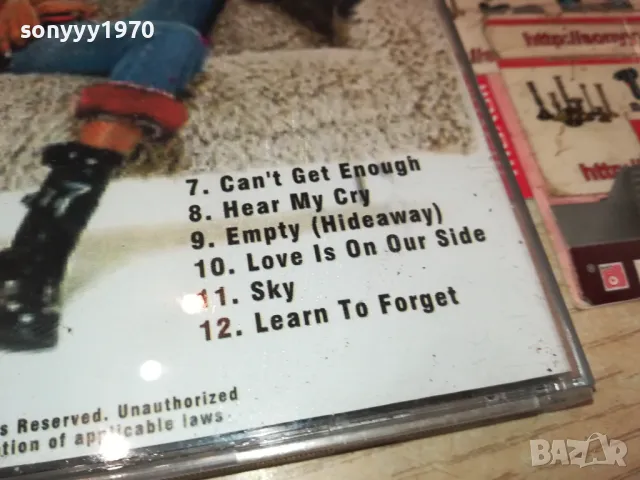 sonyyy1970
7. Can't Get Enough
8. Hear My Cry
9. Empty (Hideaway)
10. Love Is On Our Side
11. Sky
12. Learn To Forget
s Reserved. Unauthorized
tion of applicable laws
BAZAR